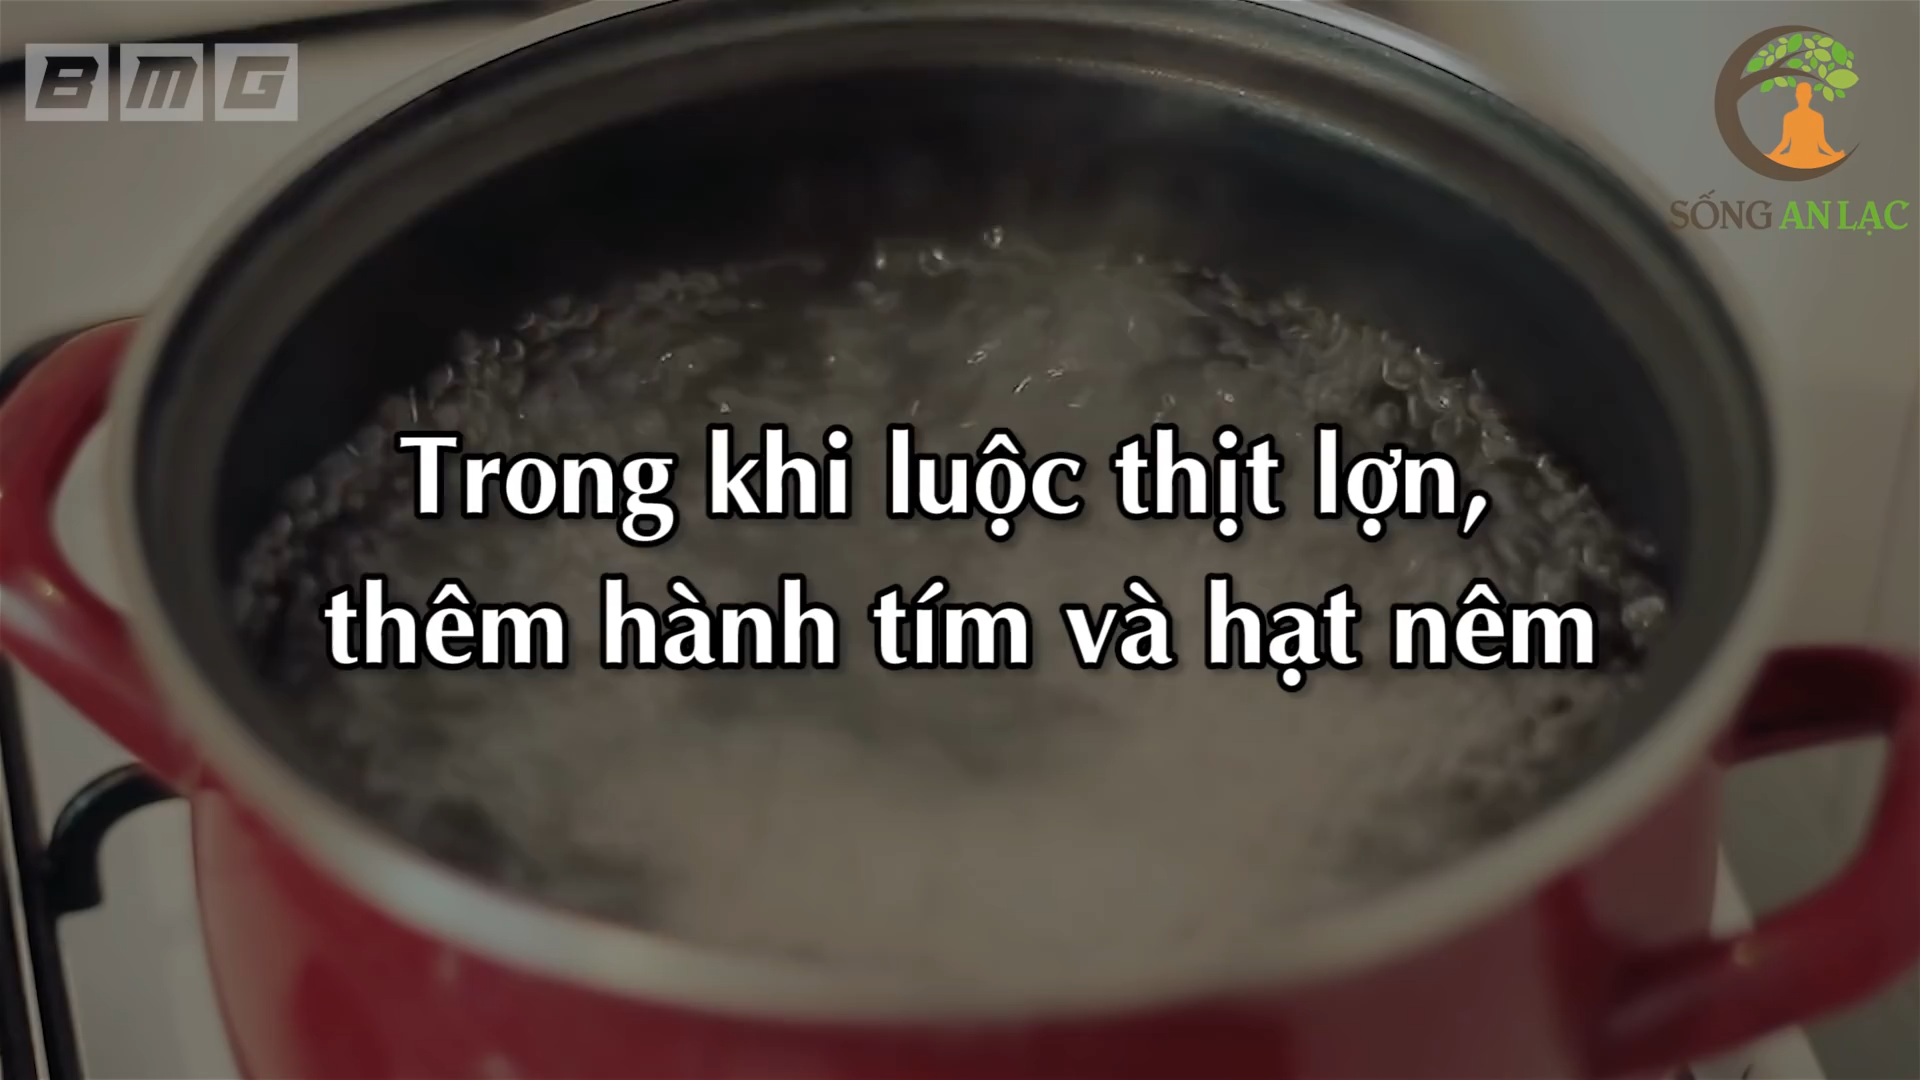 BMG
SỐNG AN LẠC
Trong khi luộc thịt lợn,
thêm hành tím và hạt nêm